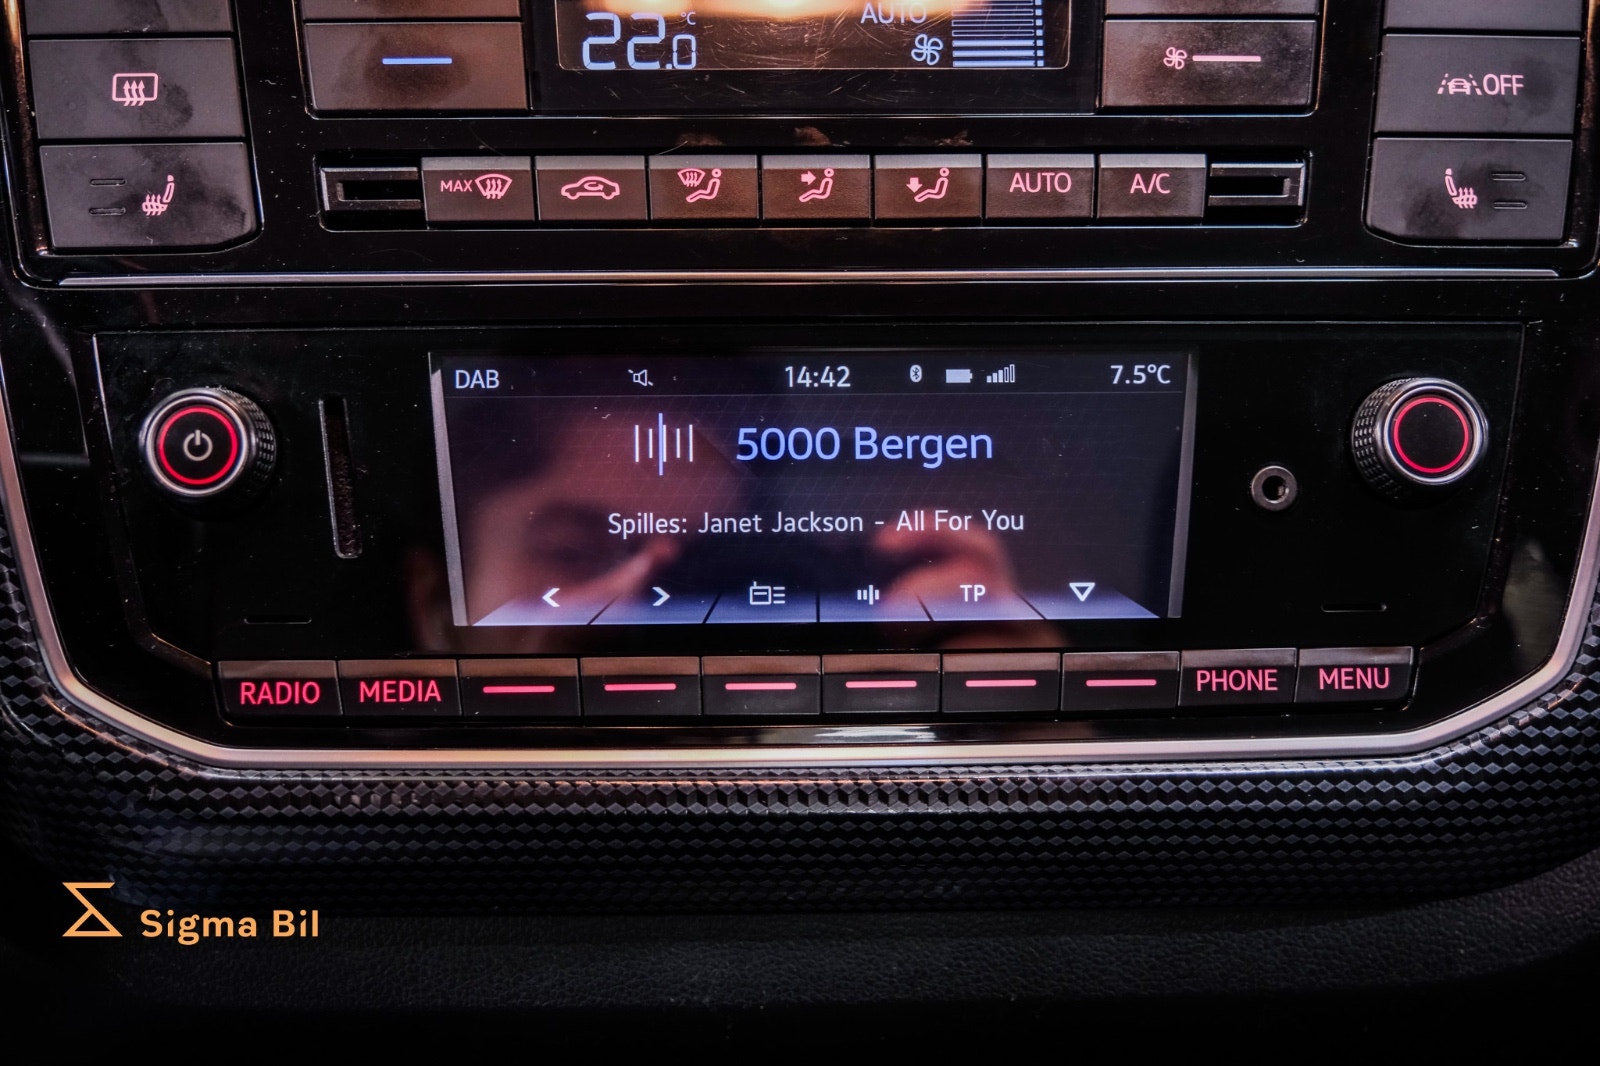 22.0 °C
AUTO
OFF
MAX
AUTO
A/C
DAB
14:42
7.5°C
5000 Bergen
Spilles: Janet Jackson - All For You
TP
RADIO
MEDIA
PHONE
MENU
Sigma Bil